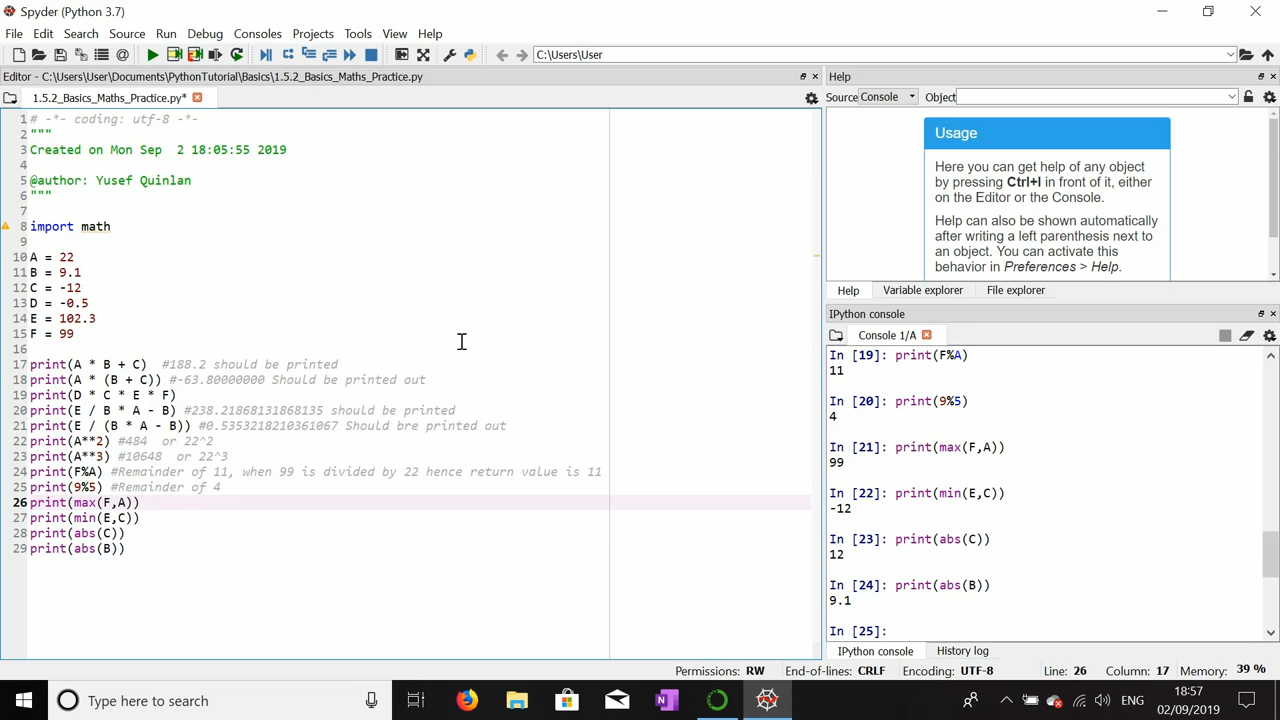 Spyder (Python 3.7)
File Edit Search Source Run Debug Consoles Projects Tools View Help
C:\Users\User
Editor - C:\Users\User\Documents\PythonTutorial\Basics\1.5.2_Basics_Maths_Practice.py
1.5.2_Basics_Maths_Practice.py*
1 # -*- coding: utf-8 -*-
2 """
3 Created on Mon Sep  2 18:05:55 2019
4
5 @author: Yusef Quinlan
6 """
7
8 import math
9
10 A = 22
11 B = 9.1
12 C = -12
13 D = -0.5
14 E = 102.3
15 F = 99
16
17 print(A * B + C)  #188.2 should be printed
18 print(A * (B + C)) #-63.80000000 Should be printed out
19 print(D * C * E * F)
20 print(E / B * A - B) #238.21868131868135 should be printed
21 print(E / (B * A - B)) #0.5353218210361067 Should bre printed out
22 print(A**2) #484  or 22^2
23 print(A**3) #10648  or 22^3
24 print(F%A) #Remainder of 11, when 99 is divided by 22 hence return value is 11
25 print(9%5) #Remainder of 4
26 print(max(F,A))
27 print(min(E,C))
28 print(abs(C))
29 print(abs(B))
Help
Source Console Object
Usage
Here you can get help of any object
by pressing Ctrl+I in front of it, either
on the Editor or the Console.
Help can also be shown automatically
after writing a left parenthesis next to
an object. You can activate this
behavior in Preferences > Help.
Help Variable explorer File explorer
IPython console
Console 1/A
In [19]: print(F%A)
11
In [20]: print(9%5)
4
In [21]: print(max(F,A))
99
In [22]: print(min(E,C))
-12
In [23]: print(abs(C))
12
In [24]: print(abs(B))
9.1
In [25]:
IPython console History log
Permissions: RW End-of-lines: CRLF Encoding: UTF-8 Line: 26 Column: 17 Memory: 39 %
Type here to search
ENG
18:57
02/09/2019